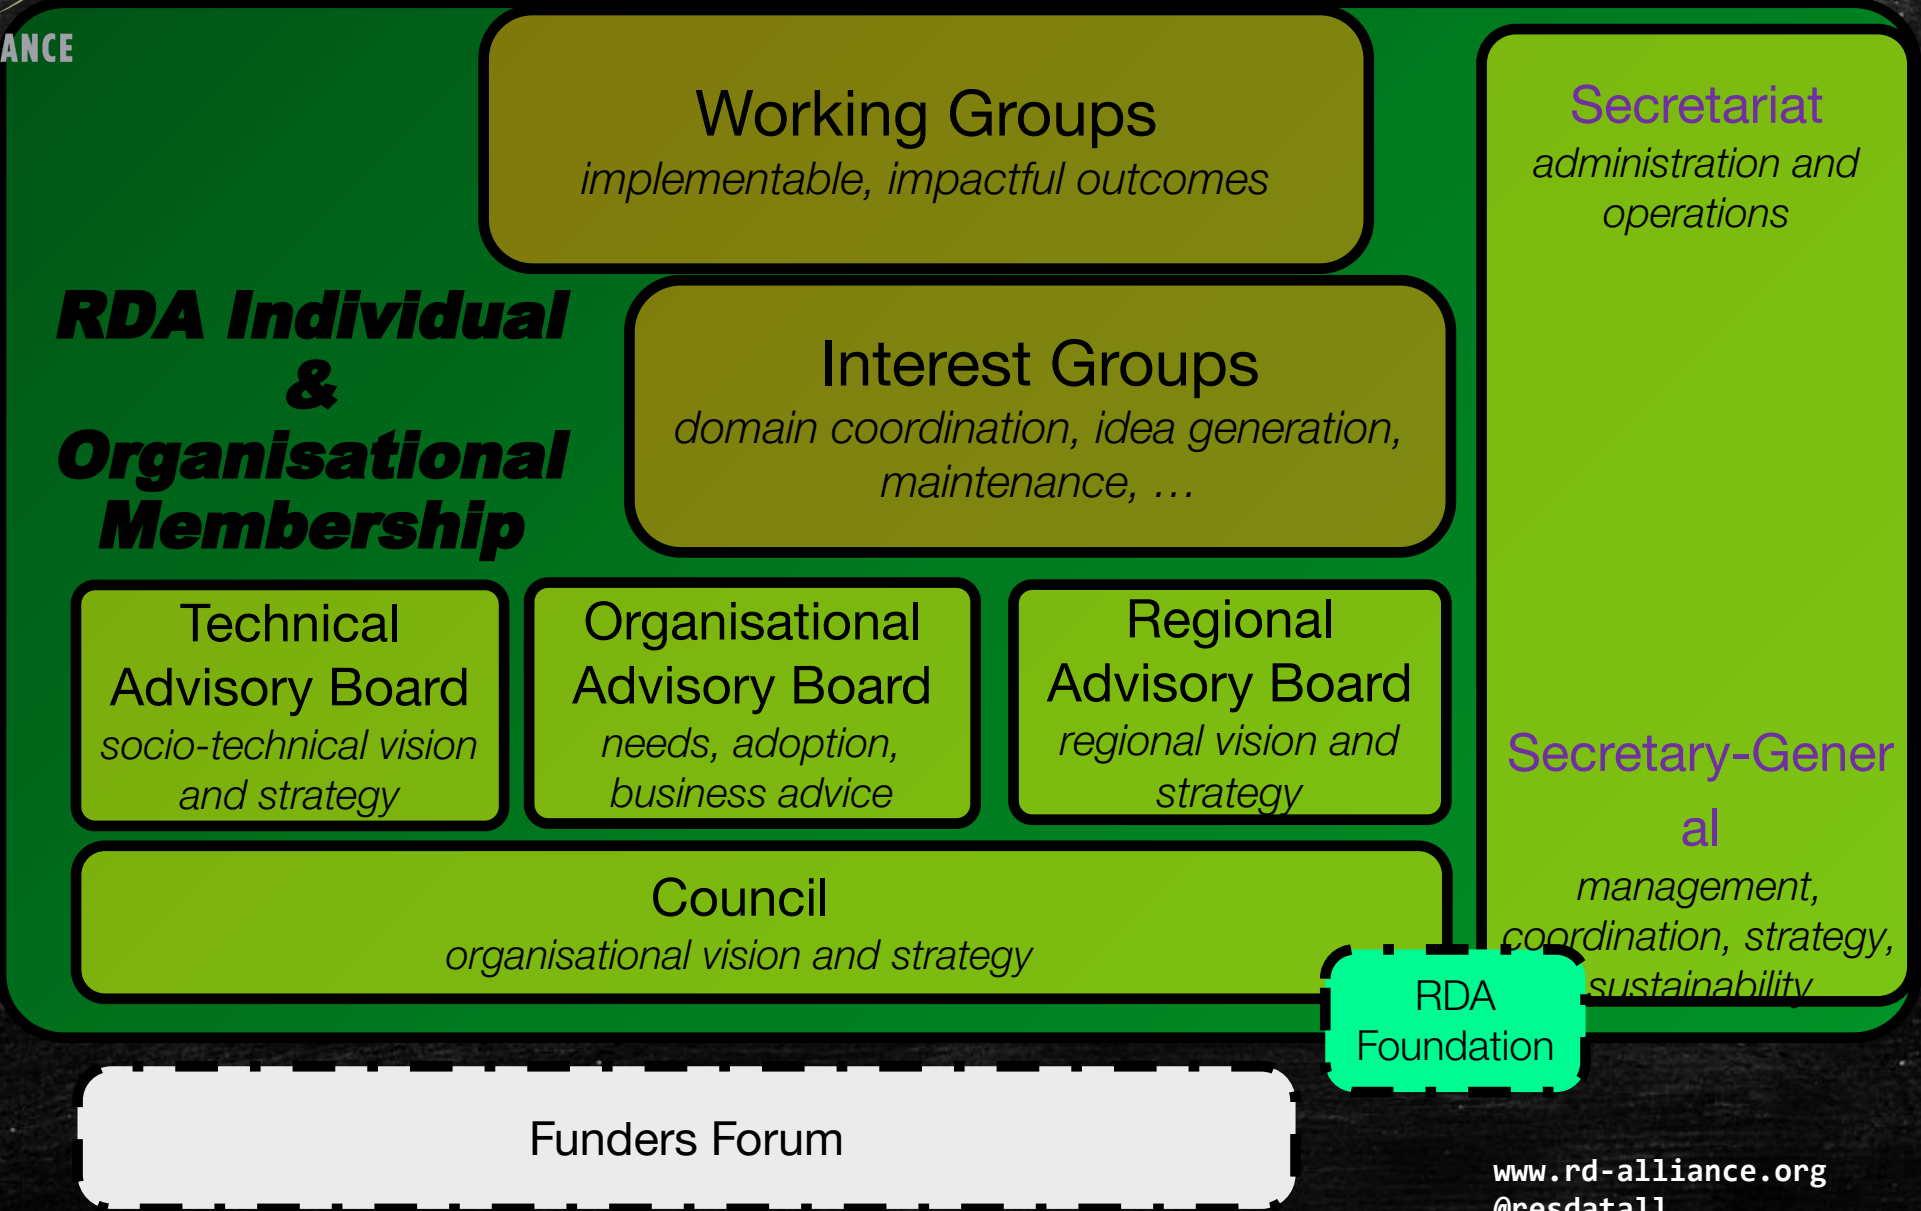 ANCE
Working Groups
implementable, impactful outcomes
Secretariat
administration and
operations
RDA Individual
&
Organisational
Membership
Interest Groups
domain coordination, idea generation,
maintenance, …
Technical
Advisory Board
socio-technical vision
and strategy
Organisational
Advisory Board
needs, adoption,
business advice
Regional
Advisory Board
regional vision and
strategy
Secretary-Gener
al
management,
coordination, strategy,
sustainability
Council
organisational vision and strategy
RDA
Foundation
Funders Forum
www.rd-alliance.org
@resdatall